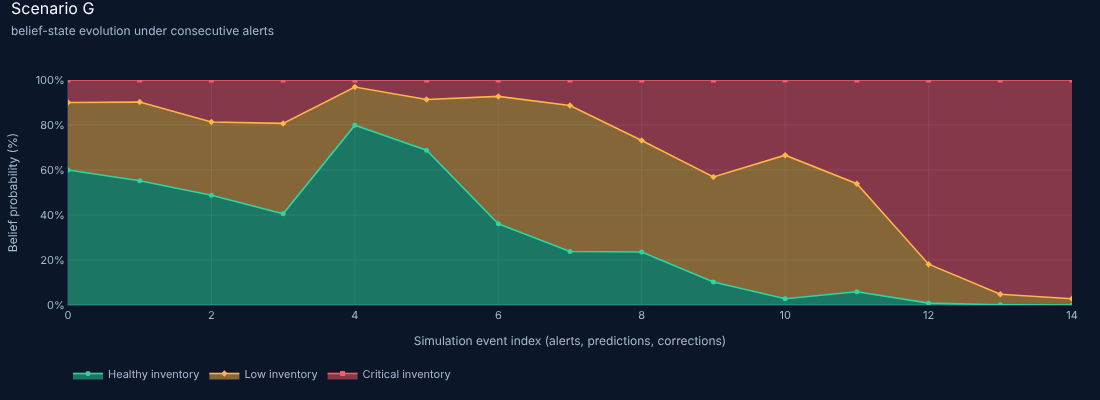 Scenario G
belief-state evolution under consecutive alerts
Belief probability (%)
100%
80%
60%
40%
20%
0%
0 2 4 6 8 10 12 14
Simulation event index (alerts, predictions, corrections)
Healthy inventory Low inventory Critical inventory